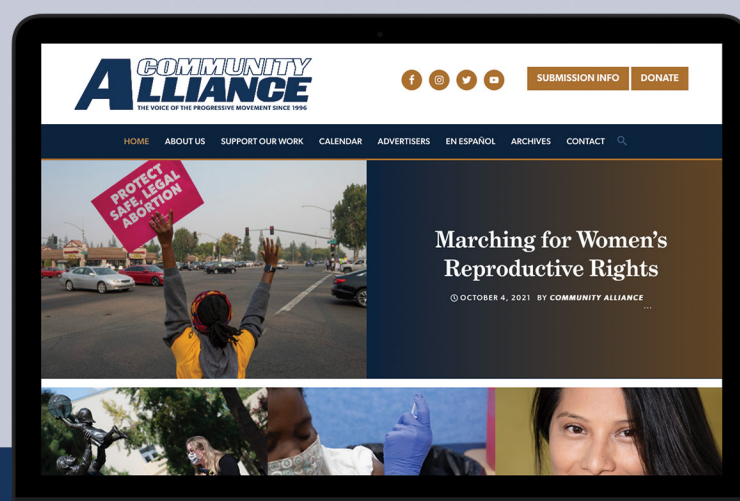 COMMUNITY
ALLIANCE
THE VOICE OF THE PROGRESSIVE MOVEMENT SINCE 1996
SUBMISSION INFO
DONATE
HOME ABOUT US SUPPORT OUR WORK CALENDAR ADVERTISERS EN ESPAÑOL ARCHIVES CONTACT
PROTECT
SAFE, LEGAL
ABORTION
Marching for Women's
Reproductive Rights
OCTOBER 4, 2021 BY COMMUNITY ALLIANCE
...